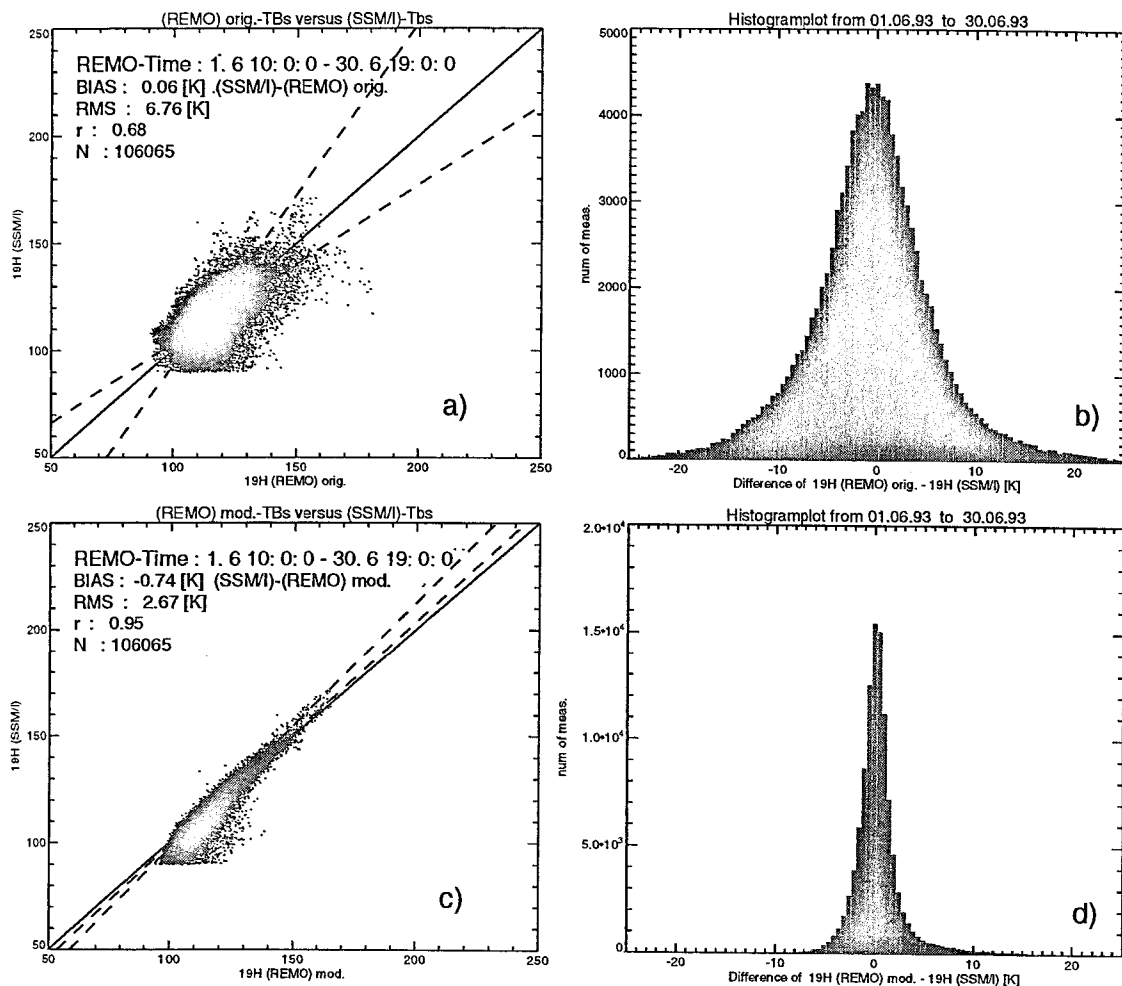 (REMO) orig.-TBs versus (SSM/I)-Tbs
250
200
150
100
50
19H (SSM/I)
REMO-Time : 1. 6 10: 0: 0 - 30. 6 19: 0: 0
BIAS : 0.06 [K] .(SSM/I)-(REMO) orig.
RMS : 6.76 [K]
r : 0.68
N : 106065
a)
50 100 150 200 250
19H (REMO) orig.
Histogramplot from 01.06.93 to 30.06.93
5000
4000
3000
2000
1000
0
num of meas.
b)
-20 -10 0 10 20
Difference of 19H (REMO) orig. - 19H (SSM/I) [K]
(REMO) mod.-TBs versus (SSM/I)-Tbs
250
200
150
100
50
19H (SSM/I)
REMO-Time : 1. 6 10: 0: 0 - 30. 6 19: 0: 0
BIAS : -0.74 [K] (SSM/I)-(REMO) mod.
RMS : 2.67 [K]
r : 0.95
N : 106065
c)
50 100 150 200 250
19H (REMO) mod.
Histogramplot from 01.06.93 to 30.06.93
2.0•10⁴
1.5•10⁴
1.0•10⁴
5.0•10³
0
num of meas.
d)
-20 -10 0 10 20
Difference of 19H (REMO) mod. - 19H (SSM/I) [K]